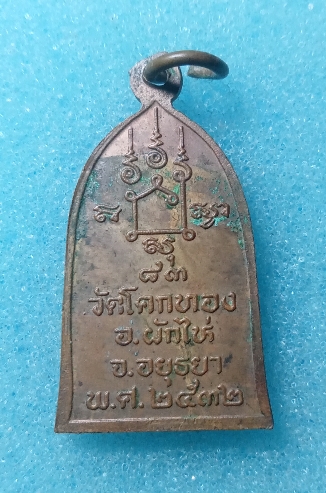 ๘๓
วัดโคกทอง
อ.ผักไห่
จ.อยุธยา
พ.ศ.๒๕๓๒